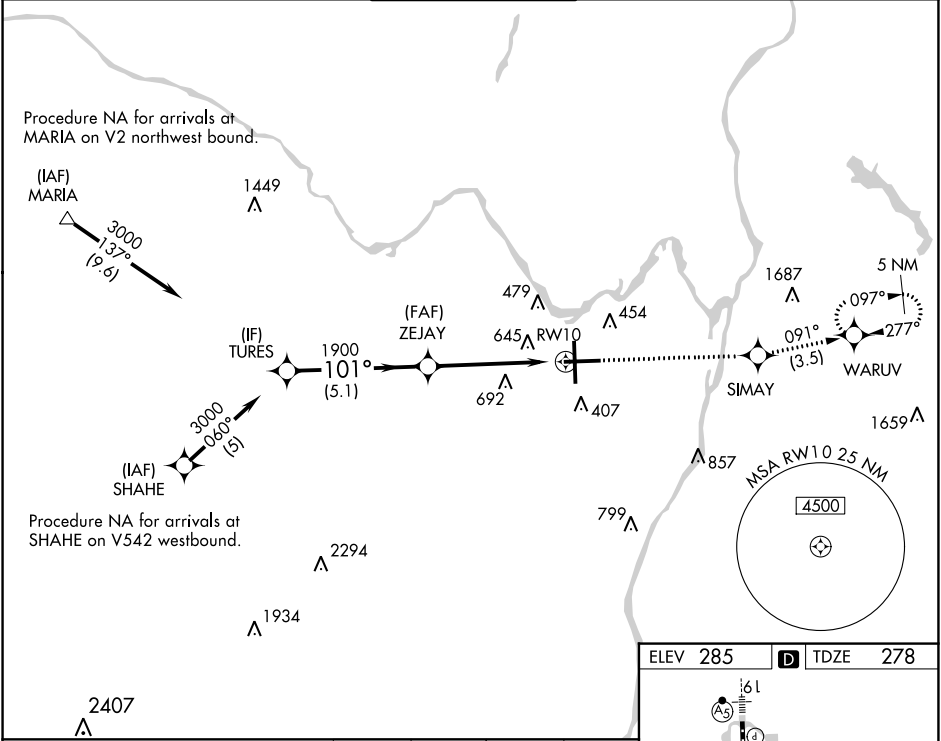 Procedure NA for arrivals at
MARIA on V2 northwest bound.
(IAF)
MARIA
3000
137°
(9.6)
1449
1687
5 NM
097°
277°
WARUV
479
454
645
RW10
(FAF)
ZEJAY
(IF)
TURES
1900
101°
(5.1)
692
407
091°
(3.5)
SIMAY
1659
3000
060°
(5)
(IAF)
SHAHE
857
MSA RW10 25 NM
4500
Procedure NA for arrivals at
SHAHE on V542 westbound.
799
2294
1934
2407
ELEV 285 D TDZE 278
19
A5
P